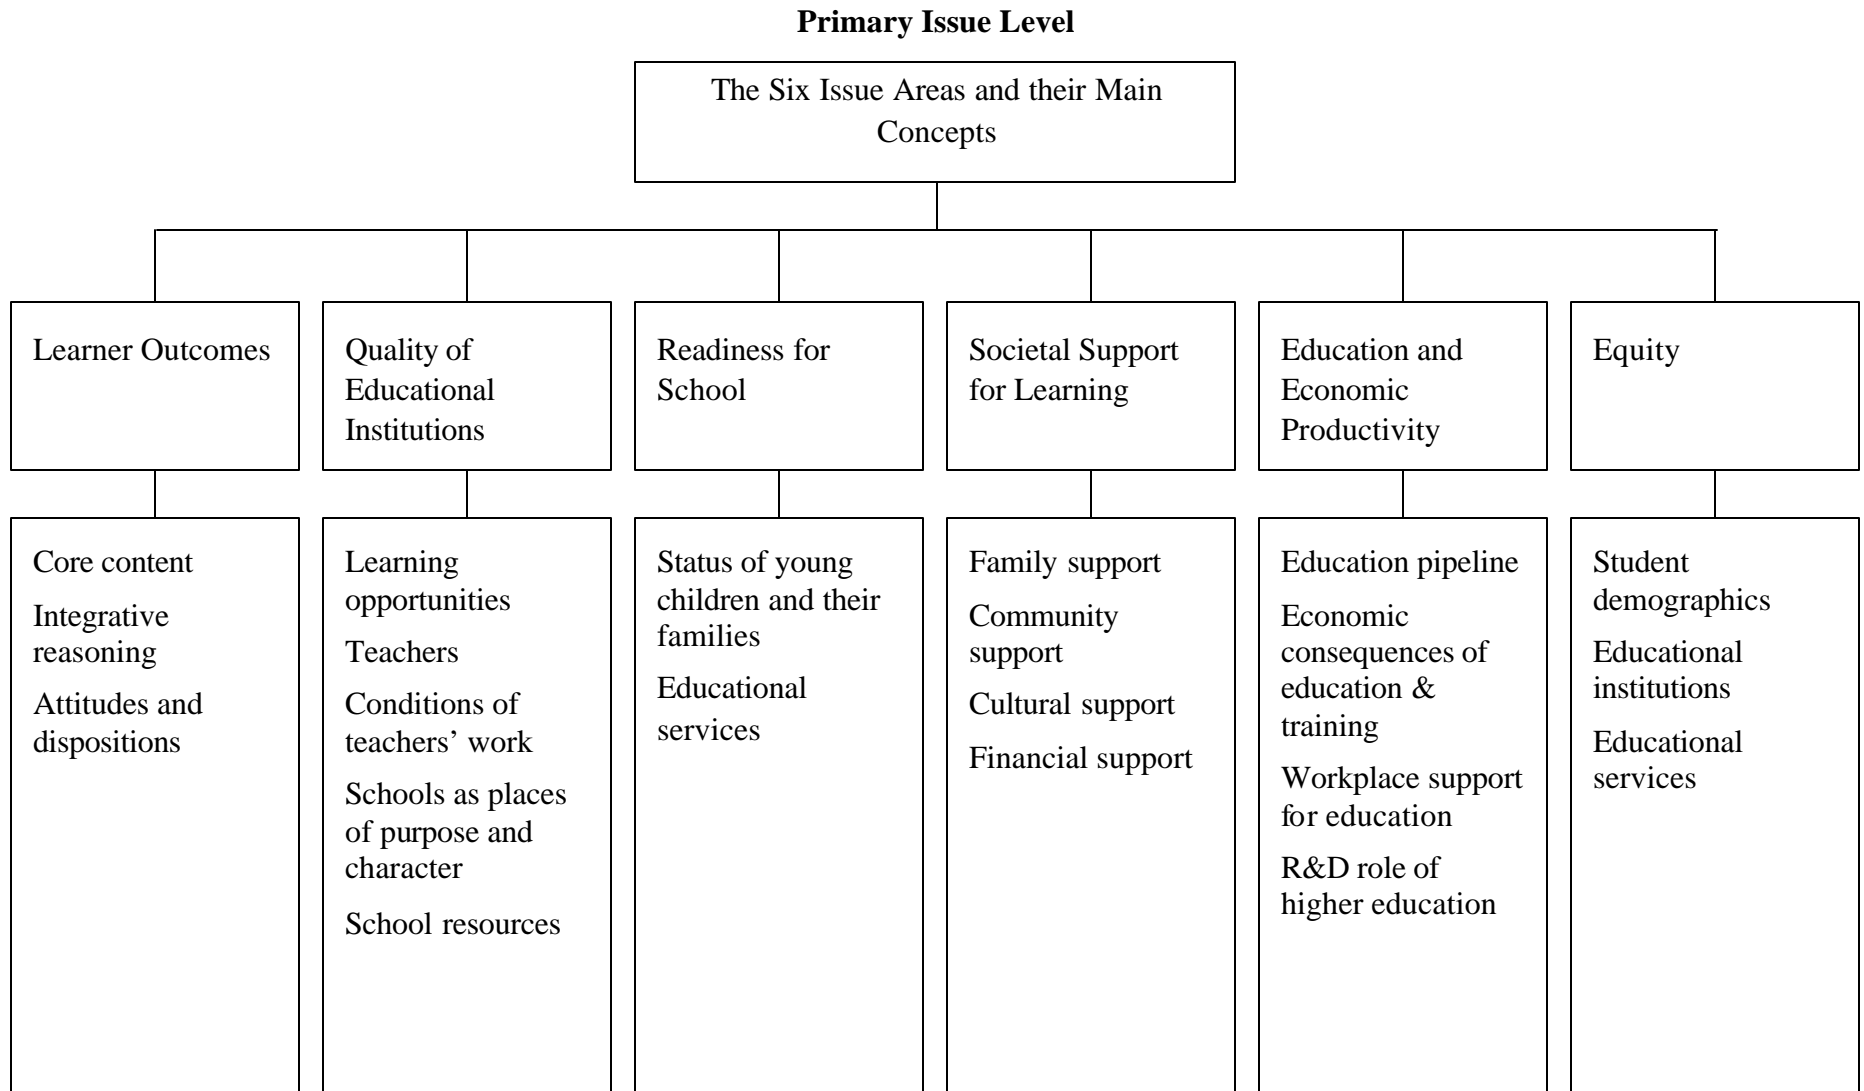 Primary Issue Level
The Six Issue Areas and their Main
Concepts
Learner Outcomes
Quality of
Educational
Institutions
Readiness for
School
Societal Support
for Learning
Education and
Economic
Productivity
Equity
Core content
Integrative
reasoning
Attitudes and
dispositions
Learning
opportunities
Teachers
Conditions of
teachers’ work
Schools as places
of purpose and
character
School resources
Status of young
children and their
families
Educational
services
Family support
Community
support
Cultural support
Financial support
Education pipeline
Economic
consequences of
education &
training
Workplace support
for education
R&D role of
higher education
Student
demographics
Educational
institutions
Educational
services